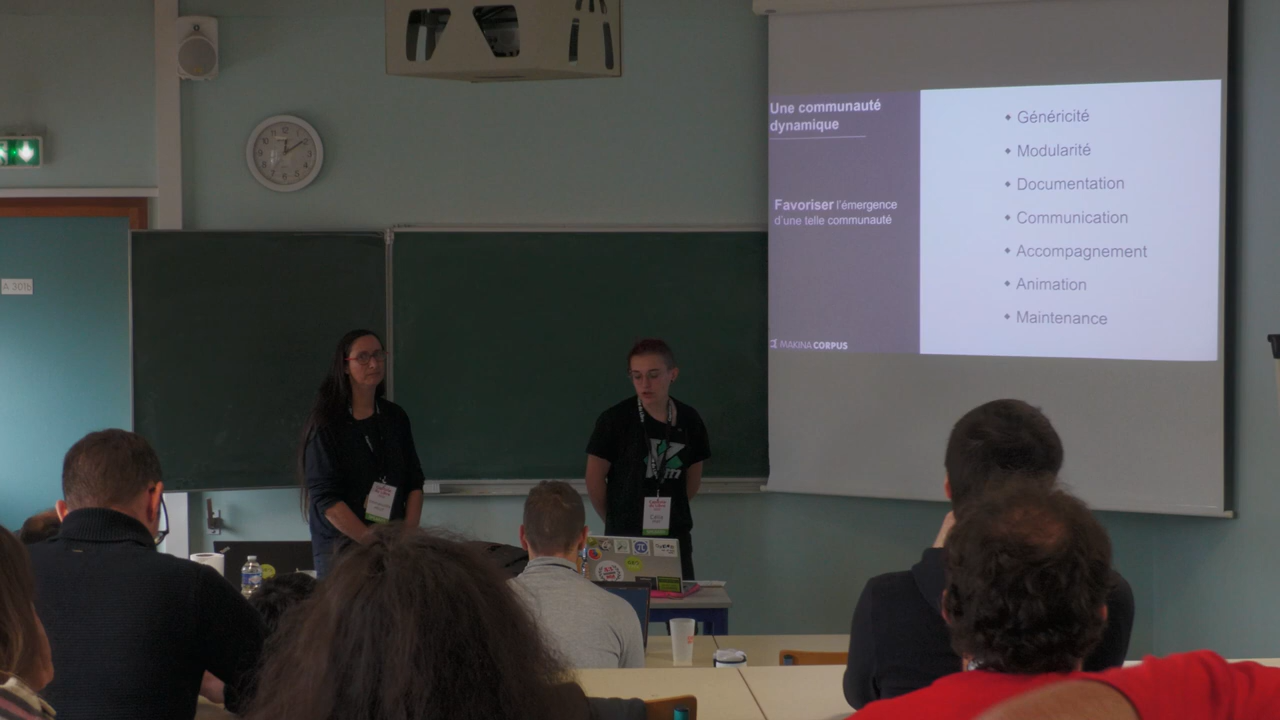 Une communauté
dynamique
Favoriser l'émergence
d'une telle communauté
MAKINA CORPUS
◆ Généricité
◆ Modularité
◆ Documentation
◆ Communication
◆ Accompagnement
◆ Animation
◆ Maintenance
A 301b